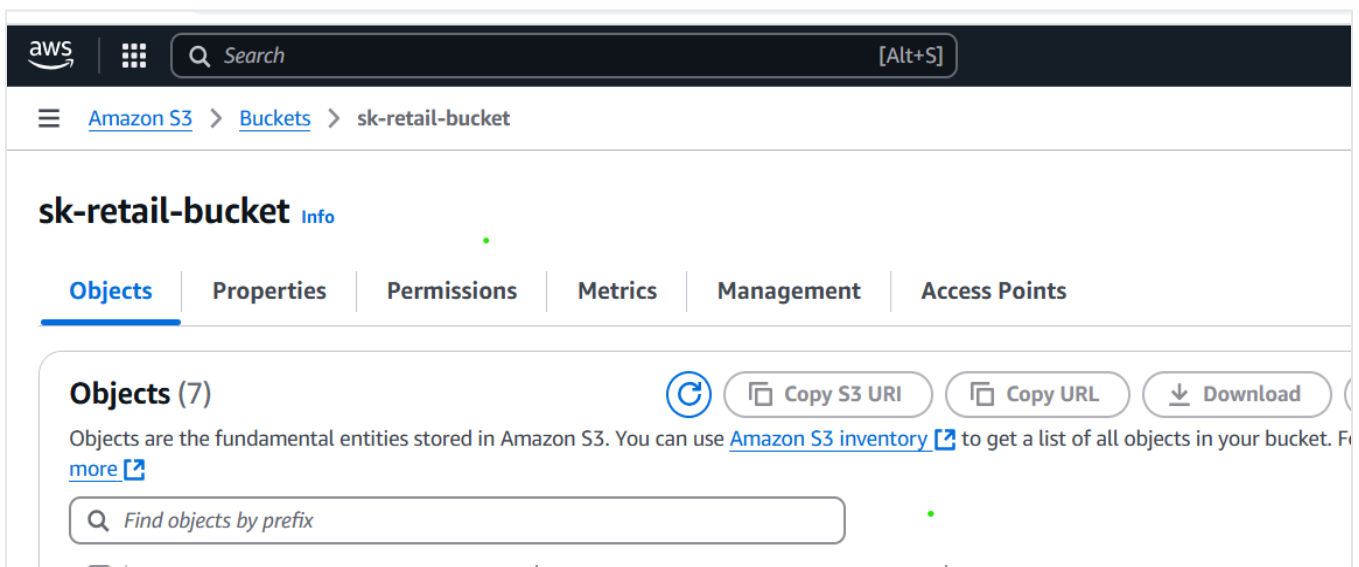 aws Search [Alt+S]
Amazon S3 > Buckets > sk-retail-bucket
sk-retail-bucket Info
Objects Properties Permissions Metrics Management Access Points
Objects (7) Copy S3 URI Copy URL Download
Objects are the fundamental entities stored in Amazon S3. You can use Amazon S3 inventory to get a list of all objects in your bucket.
more
Find objects by prefix